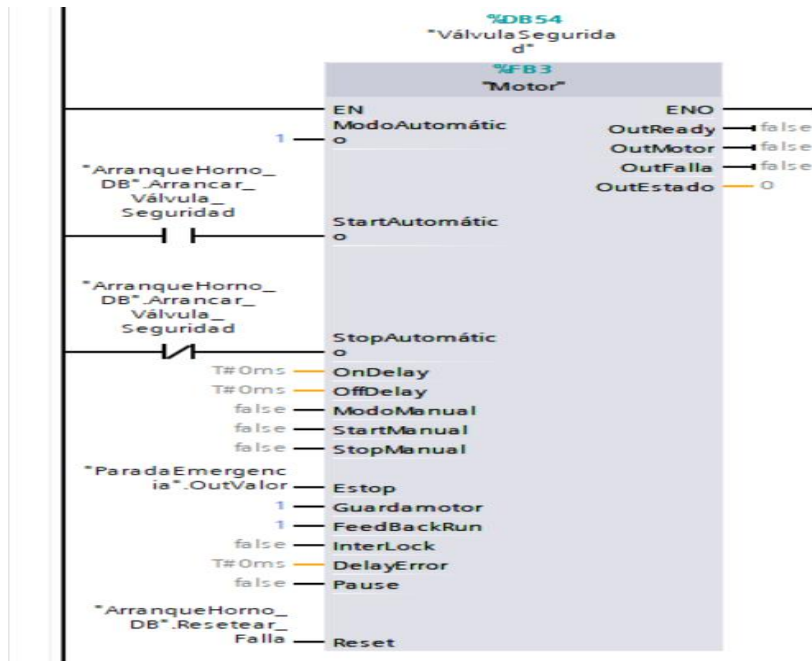 %DB54
"VálvulaSegurida
d"
%FB3
"Motor"
EN
ENO
1
ModoAutomátic
o
OutReady
false
OutMotor
false
OutFalla
false
OutEstado
0
"ArranqueHorno_
DB".Arrancar_
Válvula_
Seguridad
StartAutomátic
o
"ArranqueHorno_
DB".Arrancar_
Válvula_
Seguridad
StopAutomátic
o
T#0ms
OnDelay
T#0ms
OffDelay
false
ModoManual
false
StartManual
false
StopManual
"ParadaEmergenc
ia".OutValor
Estop
1
Guardamotor
1
FeedBackRun
false
InterLock
T#0ms
DelayError
false
Pause
"ArranqueHorno_
DB".Resetear_
Falla
Reset